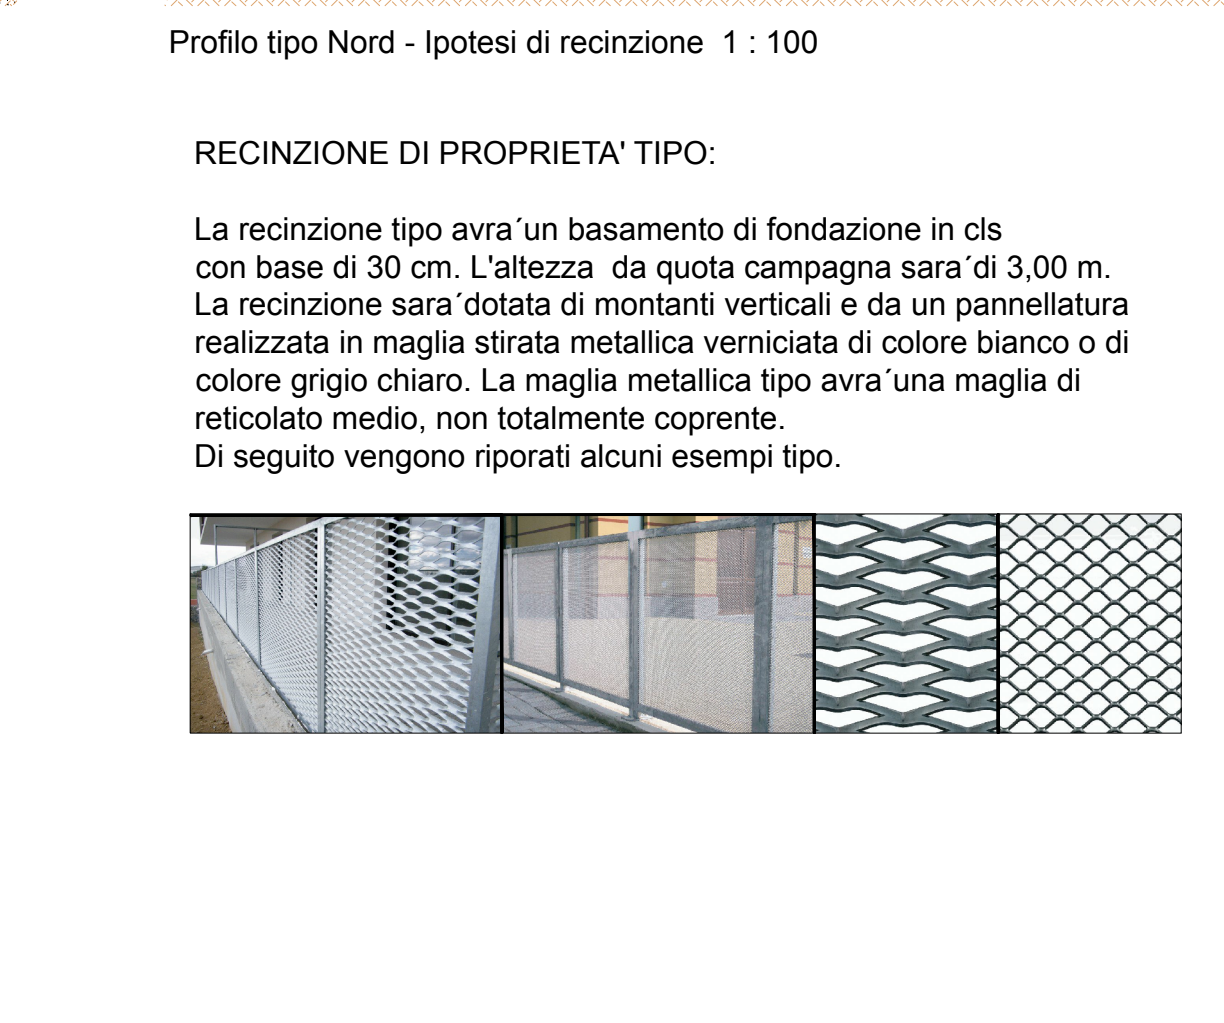 Profilo tipo Nord - Ipotesi di recinzione  1 : 100
RECINZIONE DI PROPRIETA' TIPO:
La recinzione tipo avra´un basamento di fondazione in cls
con base di 30 cm. L'altezza  da quota campagna sara´di 3,00 m.
La recinzione sara´dotata di montanti verticali e da un pannellatura
realizzata in maglia stirata metallica verniciata di colore bianco o di
colore grigio chiaro. La maglia metallica tipo avra´una maglia di
reticolato medio, non totalmente coprente.
Di seguito vengono riporati alcuni esempi tipo.